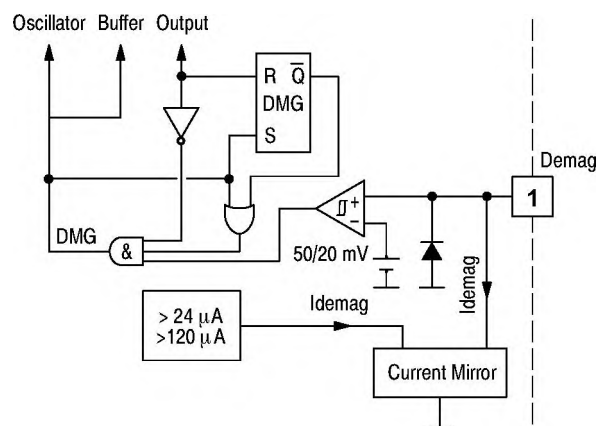 Oscillator Buffer Output
R Q̅
DMG
S
Demag
1
+
−
DMG
&
50/20 mV
Idemag
Idemag
> 24 µA
>120 µA
Current Mirror